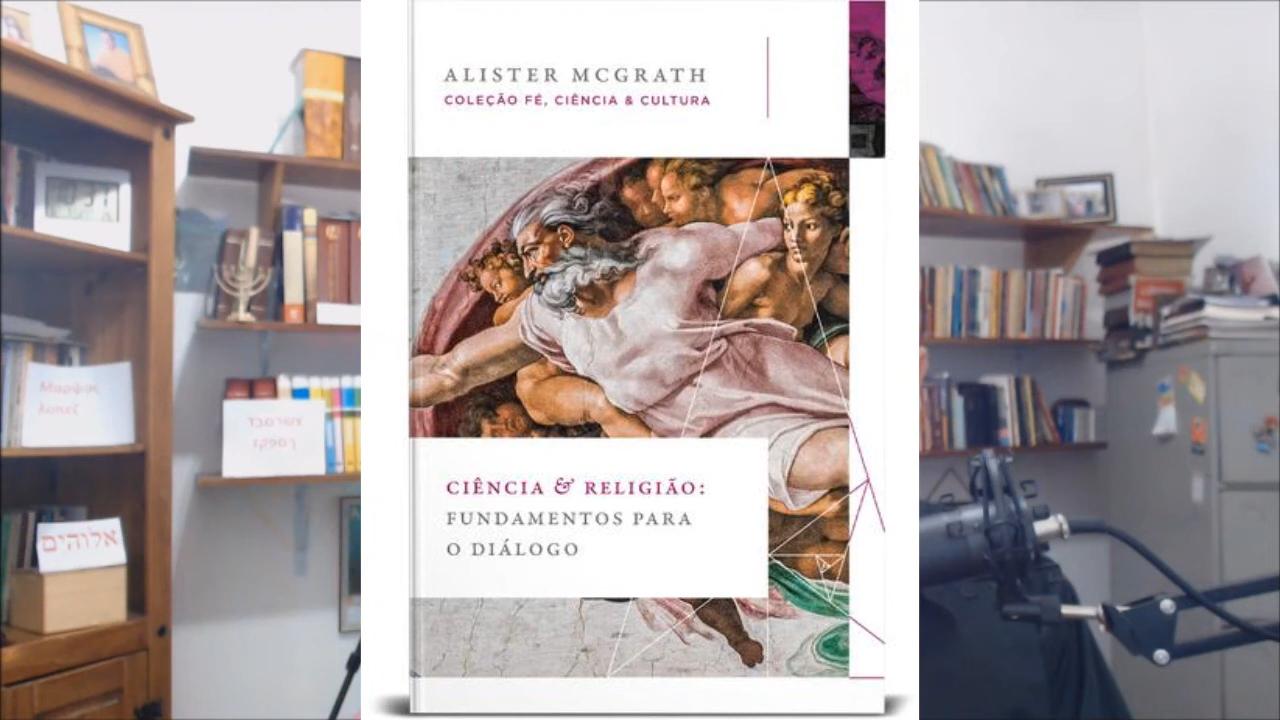 ALISTER MCGRATH
COLEÇÃO FÉ, CIÊNCIA & CULTURA
CIÊNCIA & RELIGIÃO:
FUNDAMENTOS PARA
O DIÁLOGO
אלוהים